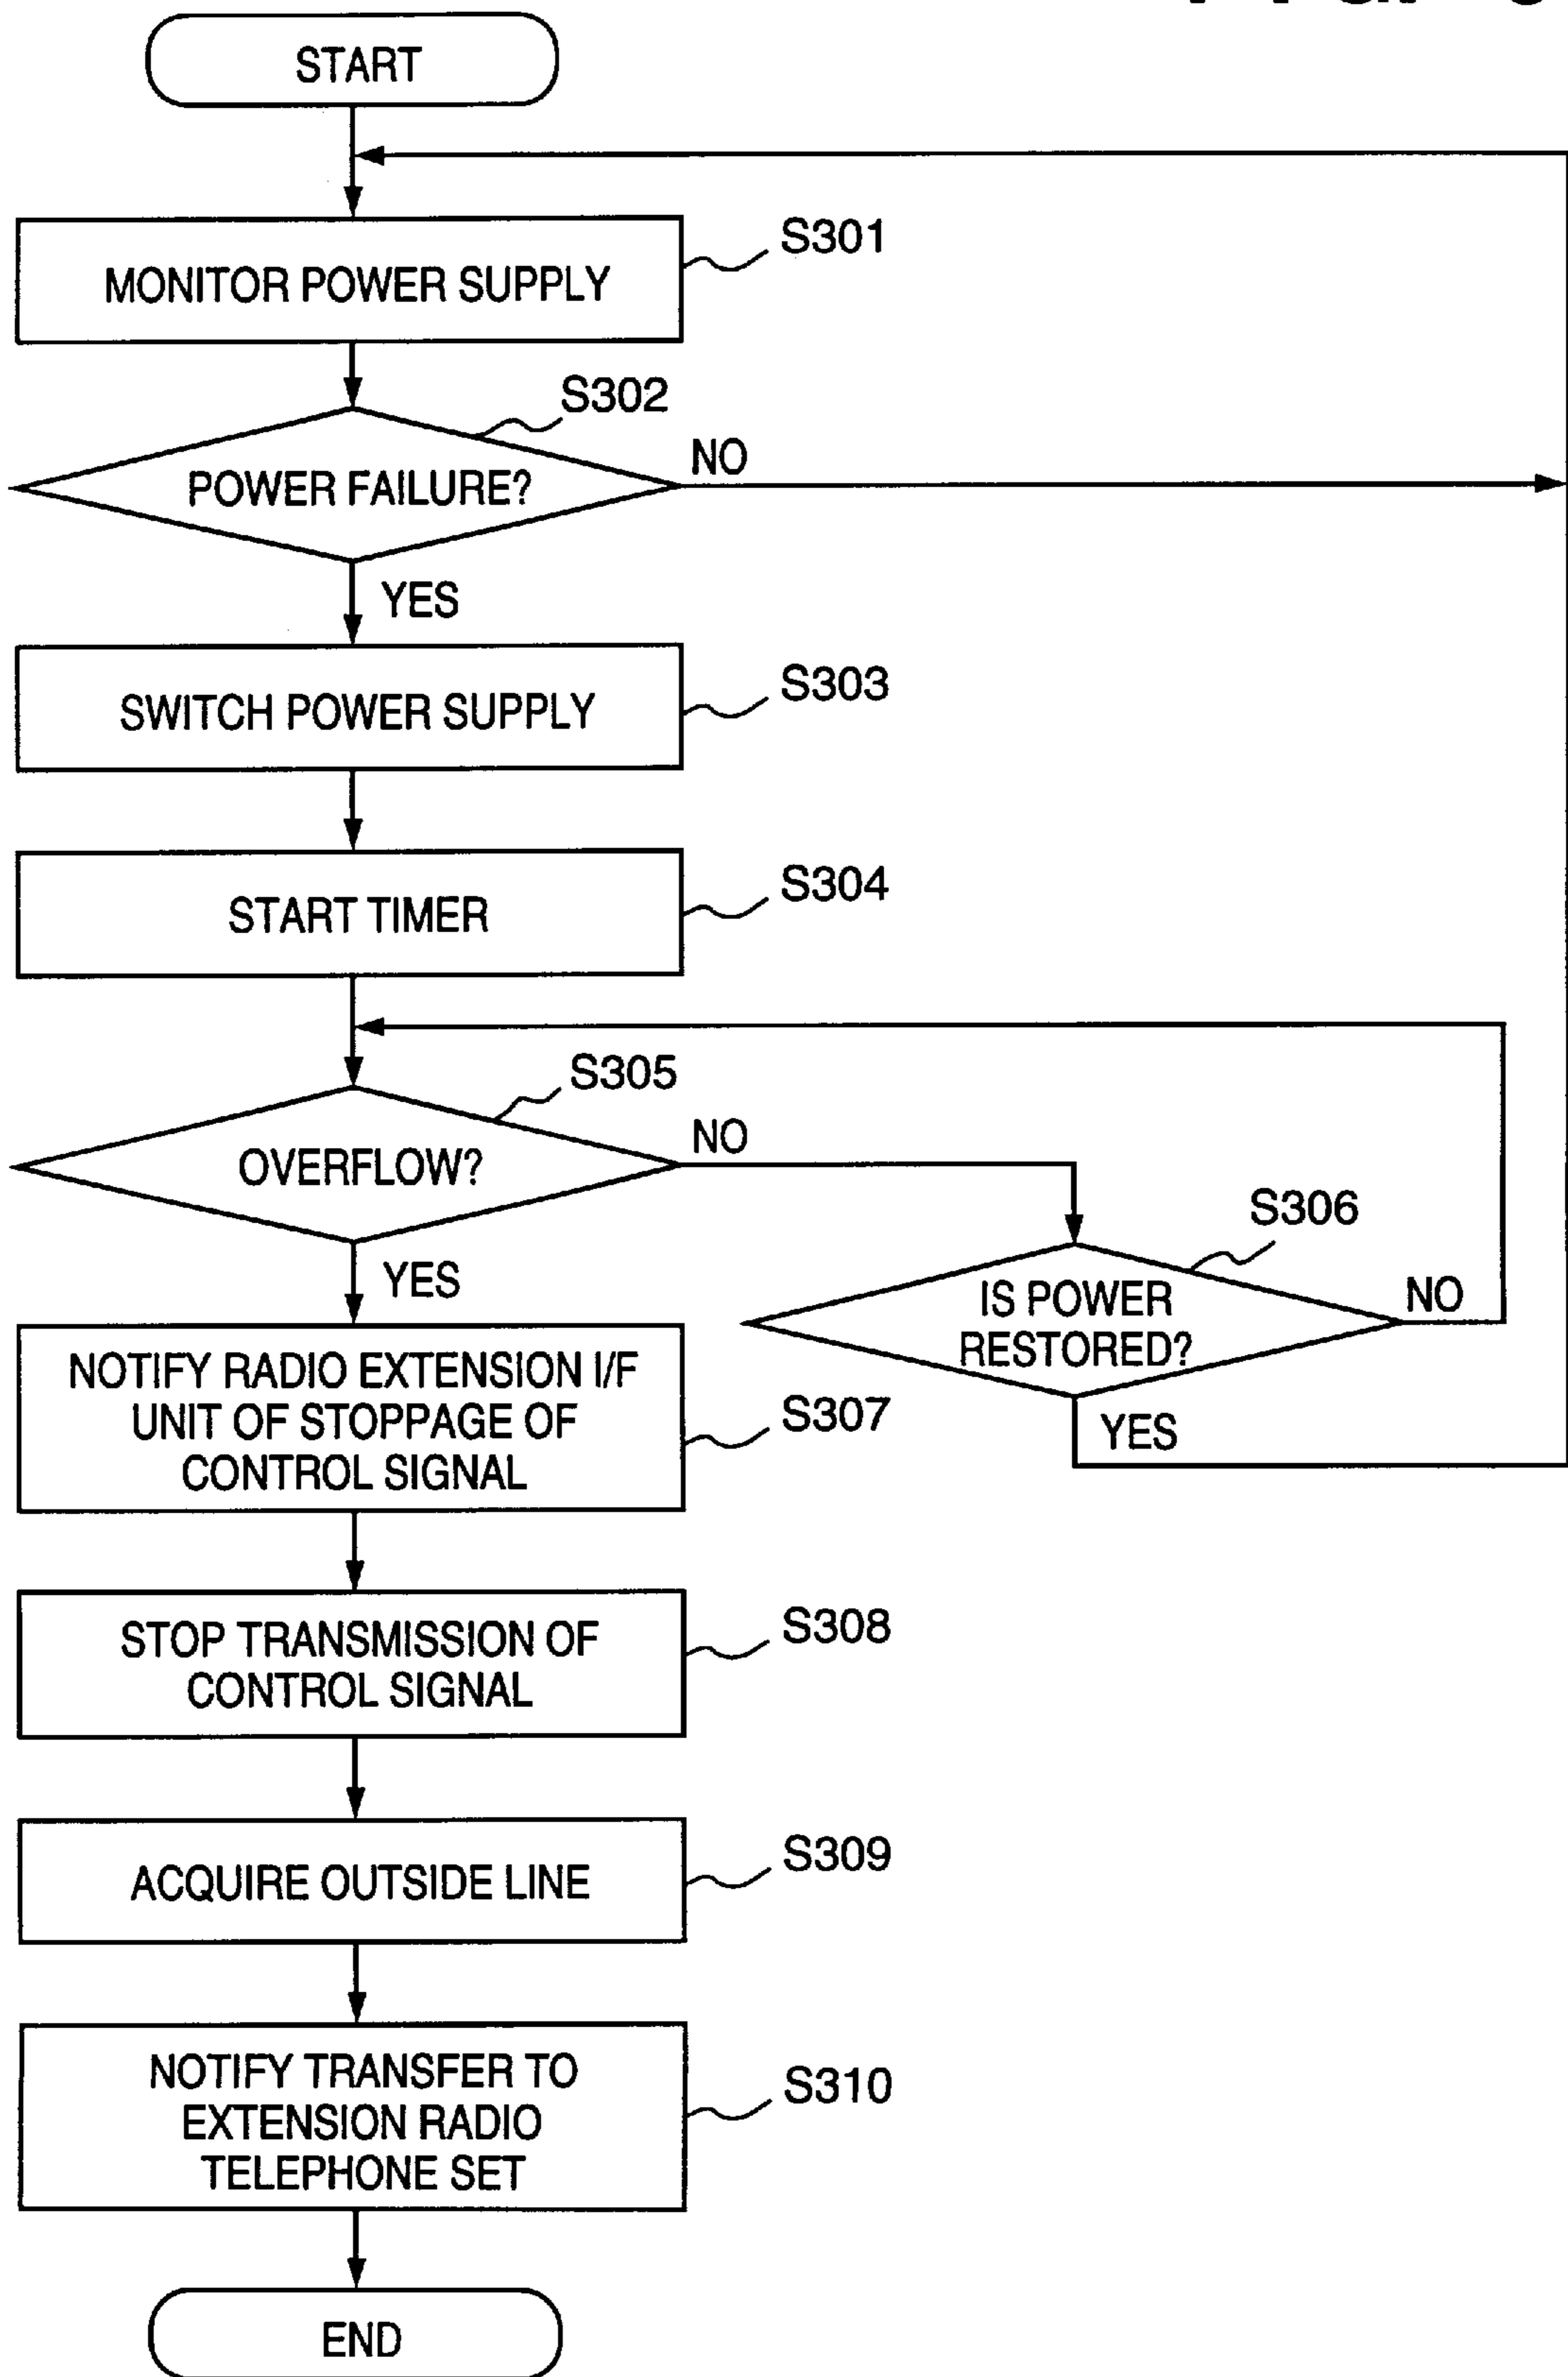 START
S301
MONITOR POWER SUPPLY
S302
POWER FAILURE?
NO
YES
S303
SWITCH POWER SUPPLY
S304
START TIMER
S305
OVERFLOW?
NO
YES
S306
IS POWER
RESTORED?
NO
YES
NOTIFY RADIO EXTENSION I/F
UNIT OF STOPPAGE OF
CONTROL SIGNAL
S307
STOP TRANSMISSION OF
CONTROL SIGNAL
S308
ACQUIRE OUTSIDE LINE
S309
NOTIFY TRANSFER TO
EXTENSION RADIO
TELEPHONE SET
S310
END